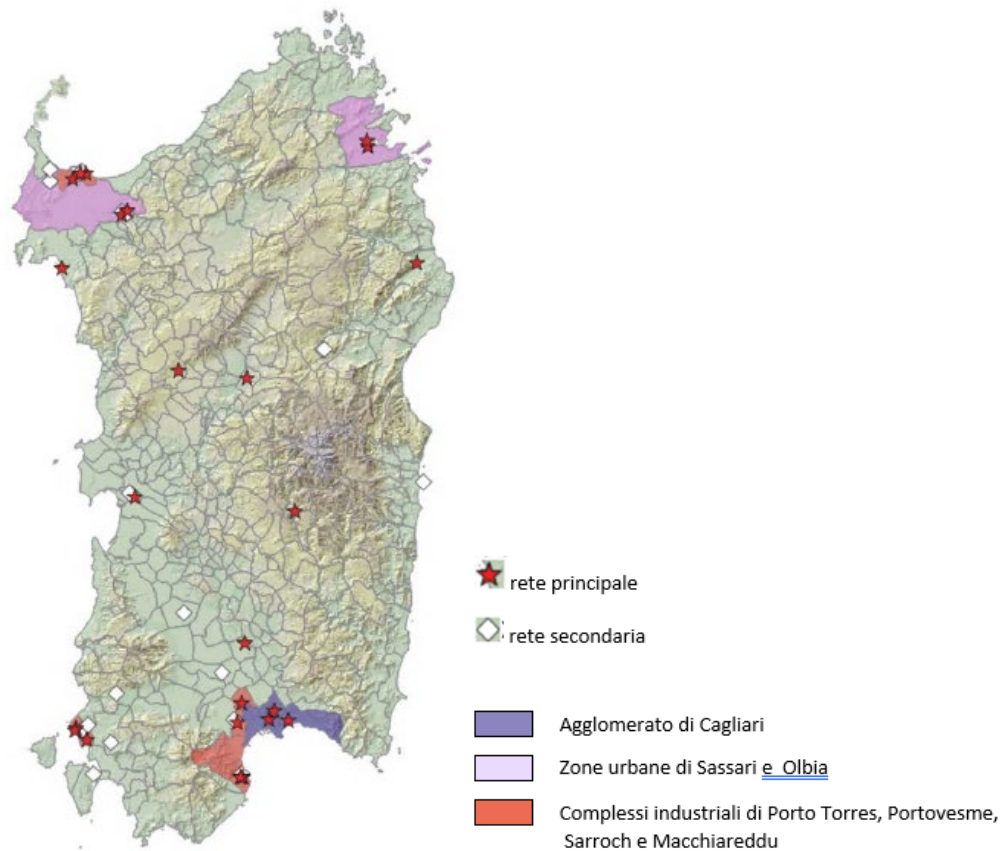 rete principale
rete secondaria
Agglomerato di Cagliari
Zone urbane di Sassari e Olbia
Complessi industriali di Porto Torres, Portovesme,
Sarroch e Macchiareddu